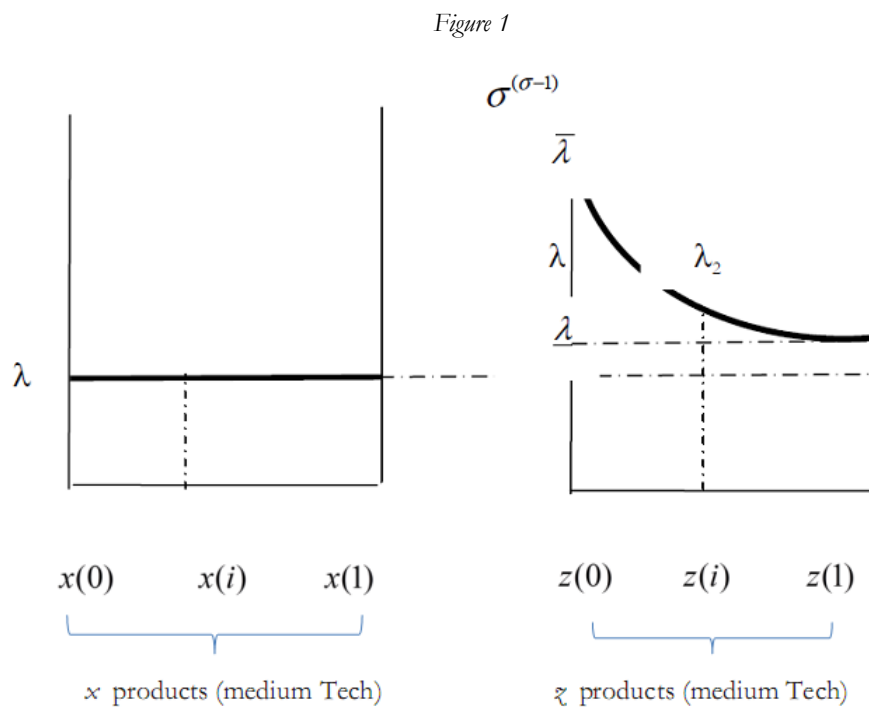 Figure 1
σ^(σ-1)
λ̄
λ
λ₂
λ̲
λ
x(0) x(i) x(1) z(0) z(i) z(1)
x products (medium Tech) z products (medium Tech)